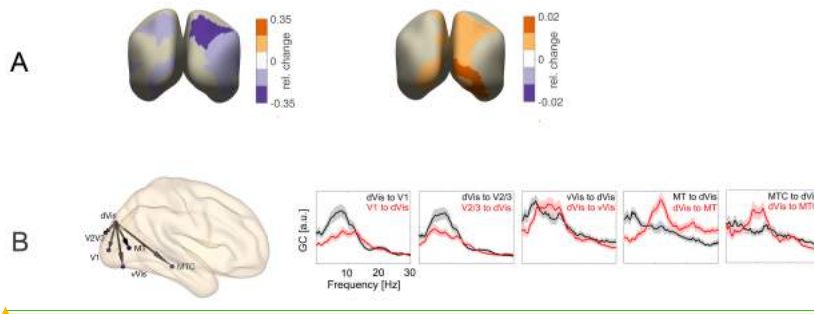 A
0.35
0
-0.35
rel. change
0.02
0
-0.02
rel. change
B
dVis
V1
vVis
MT
MTC
GC [a.u.]
dVis to V1
V1 to dVis
10
20
30
Frequency [Hz]
dVis to V2/3
V2/3 to dVis
vVis to dVis
dVis to vVis
MT to dVis
dVis to MT
MTC to dVis
dVis to MTC